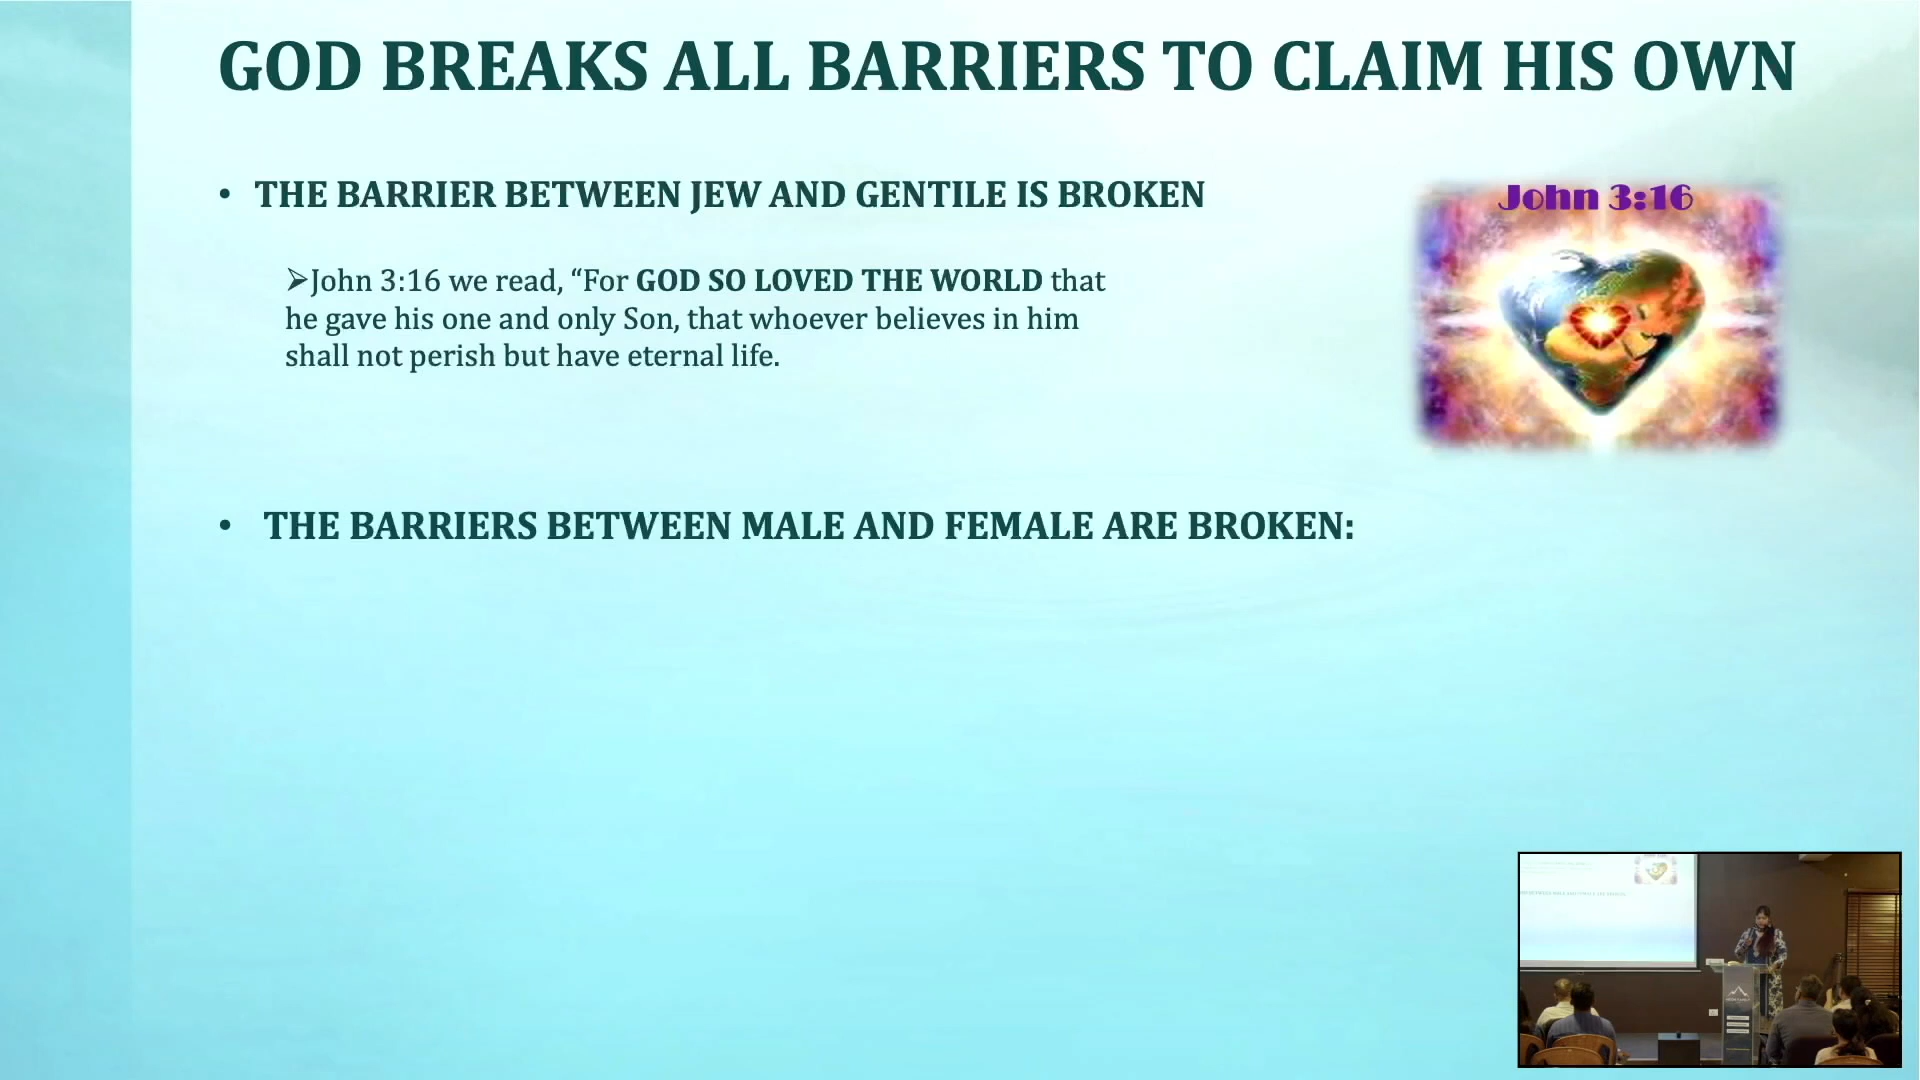 GOD BREAKS ALL BARRIERS TO CLAIM HIS OWN
• THE BARRIER BETWEEN JEW AND GENTILE IS BROKEN
John 3:16
➢John 3:16 we read, “For GOD SO LOVED THE WORLD that
he gave his one and only Son, that whoever believes in him
shall not perish but have eternal life.
• THE BARRIERS BETWEEN MALE AND FEMALE ARE BROKEN: